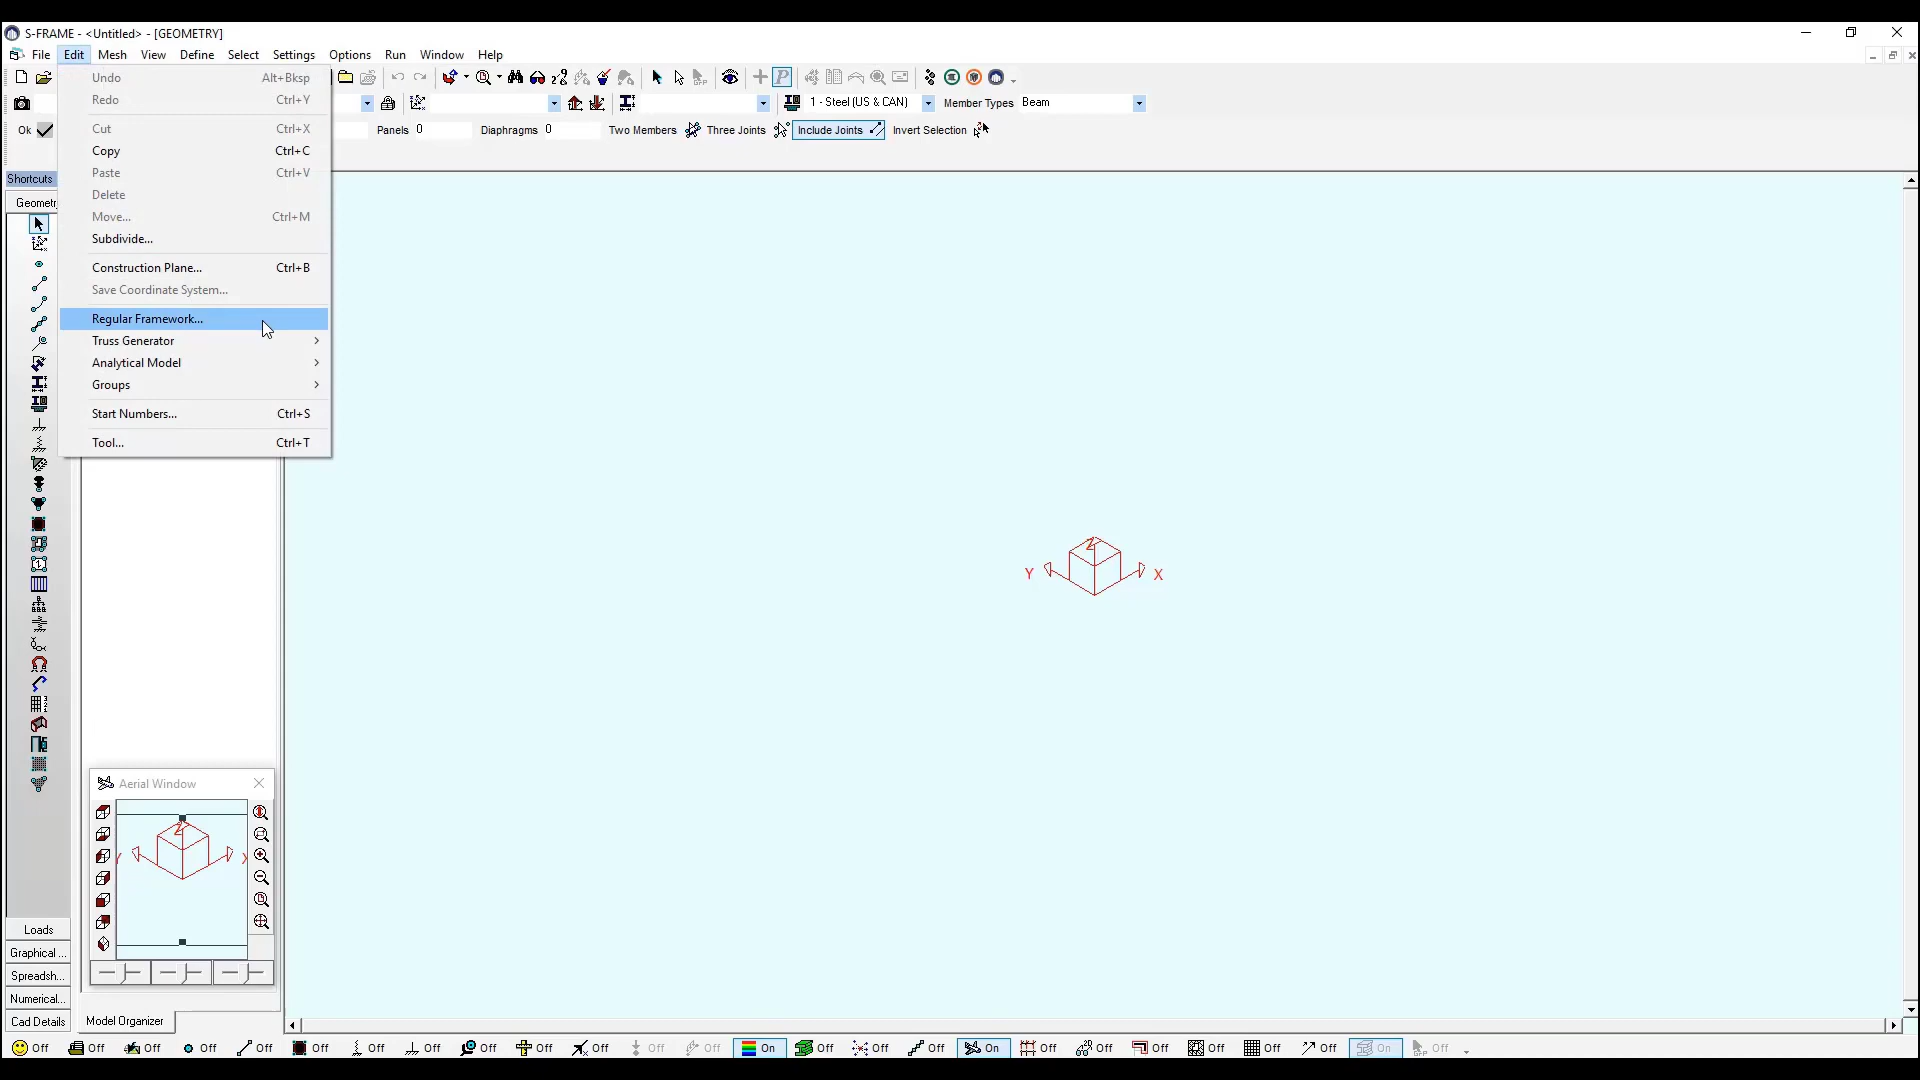 S-FRAME - <Untitled> - [GEOMETRY]
File Edit Mesh View Define Select Settings Options Run Window Help
Undo Alt+Bksp
Redo Ctrl+Y
Cut Ctrl+X
Copy Ctrl+C
Paste Ctrl+V
Delete
Move... Ctrl+M
Subdivide...
Construction Plane... Ctrl+B
Save Coordinate System...
Regular Framework...
Truss Generator
Analytical Model
Groups
Start Numbers... Ctrl+S
Tool... Ctrl+T
1 - Steel (US & CAN) Member Types Beam
Ok Panels 0 Diaphragms 0 Two Members Three Joints Include Joints Invert Selection
Shortcuts
Geometr
Z
Y X
Aerial Window
Z
Y X
Loads
Graphical ...
Spreadsh...
Numerical...
Cad Details
Model Organizer
Off Off Off Off Off Off Off Off Off Off Off Off Off On Off Off Off On Off Off Off Off Off Off On Off